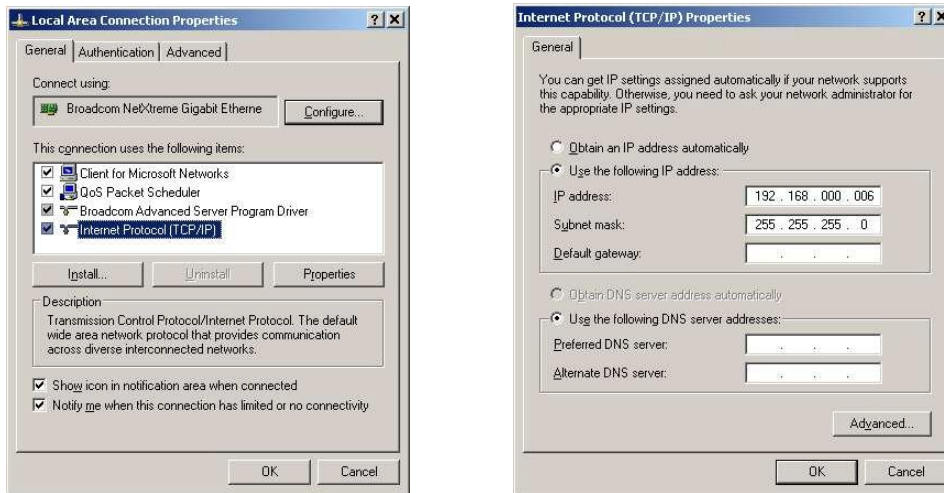 Local Area Connection Properties
General Authentication Advanced
Connect using:
Broadcom NetXtreme Gigabit Etherne
Configure...
This connection uses the following items:
Client for Microsoft Networks
QoS Packet Scheduler
Broadcom Advanced Server Program Driver
Internet Protocol (TCP/IP)
Install... Uninstall Properties
Description
Transmission Control Protocol/Internet Protocol. The default
wide area network protocol that provides communication
across diverse interconnected networks.
Show icon in notification area when connected
Notify me when this connection has limited or no connectivity
OK Cancel
Internet Protocol (TCP/IP) Properties
General
You can get IP settings assigned automatically if your network supports
this capability. Otherwise, you need to ask your network administrator for
the appropriate IP settings.
Obtain an IP address automatically
Use the following IP address:
IP address: 192 . 168 . 000 . 006
Subnet mask: 255 . 255 . 255 . 0
Default gateway: . . .
Obtain DNS server address automatically
Use the following DNS server addresses:
Preferred DNS server: . . .
Alternate DNS server: . . .
Advanced...
OK Cancel